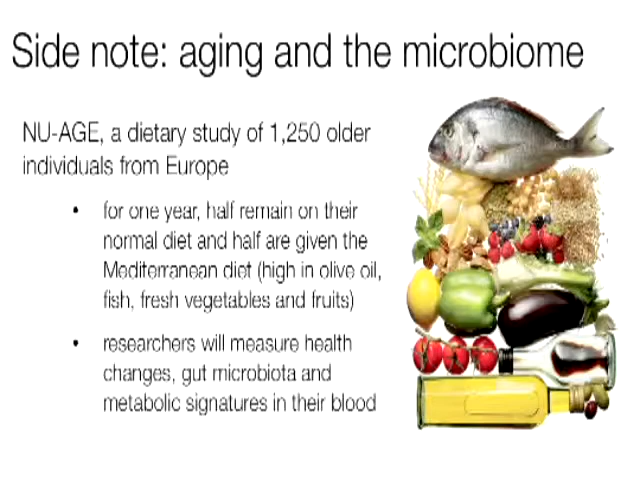 Side note: aging and the microbiome
NU-AGE, a dietary study of 1,250 older
individuals from Europe
• for one year, half remain on their
normal diet and half are given the
Mediterranean diet (high in olive oil,
fish, fresh vegetables and fruits)
• researchers will measure health
changes, gut microbiota and
metabolic signatures in their blood